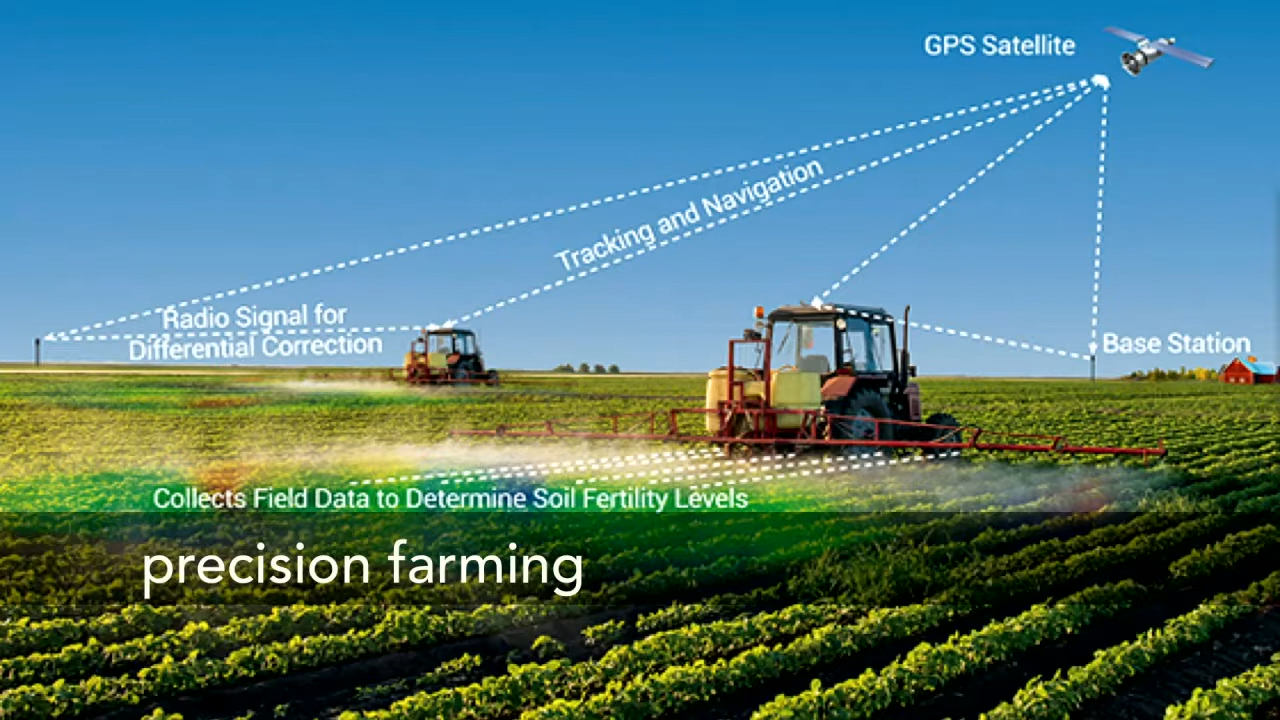 GPS Satellite
Tracking and Navigation
Radio Signal for
Differential Correction
Base Station
Collects Field Data to Determine Soil Fertility Levels
precision farming